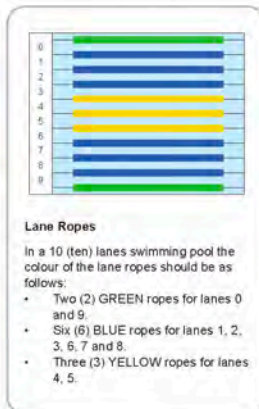 0
1
2
3
4
5
6
7
8
9
Lane Ropes
In a 10 (ten) lanes swimming pool the
colour of the lane ropes should be as
follows:
• Two (2) GREEN ropes for lanes 0
and 9.
• Six (6) BLUE ropes for lanes 1, 2,
3, 6, 7 and 8.
• Three (3) YELLOW ropes for lanes
4, 5.